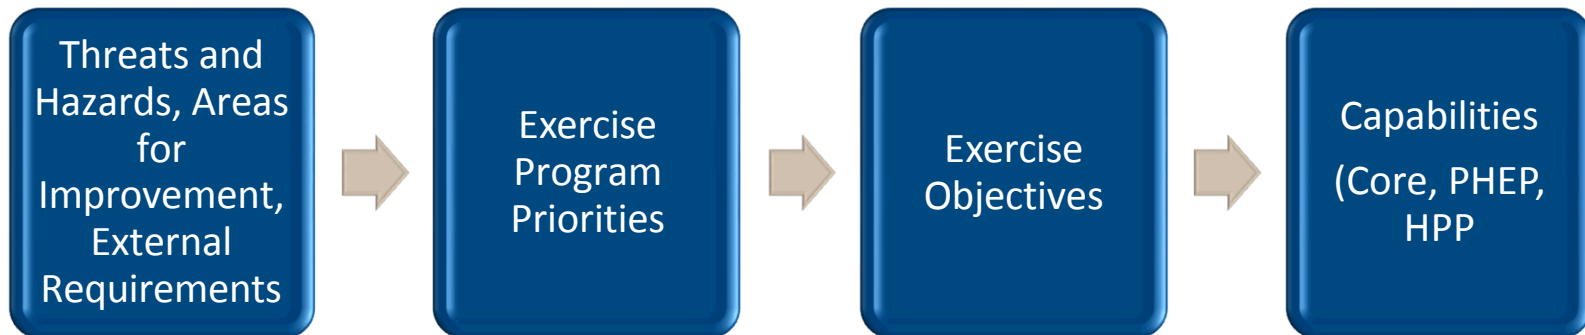 Threats and
Hazards, Areas
for
Improvement,
External
Requirements
Exercise
Program
Priorities
Exercise
Objectives
Capabilities
(Core, PHEP,
HPP